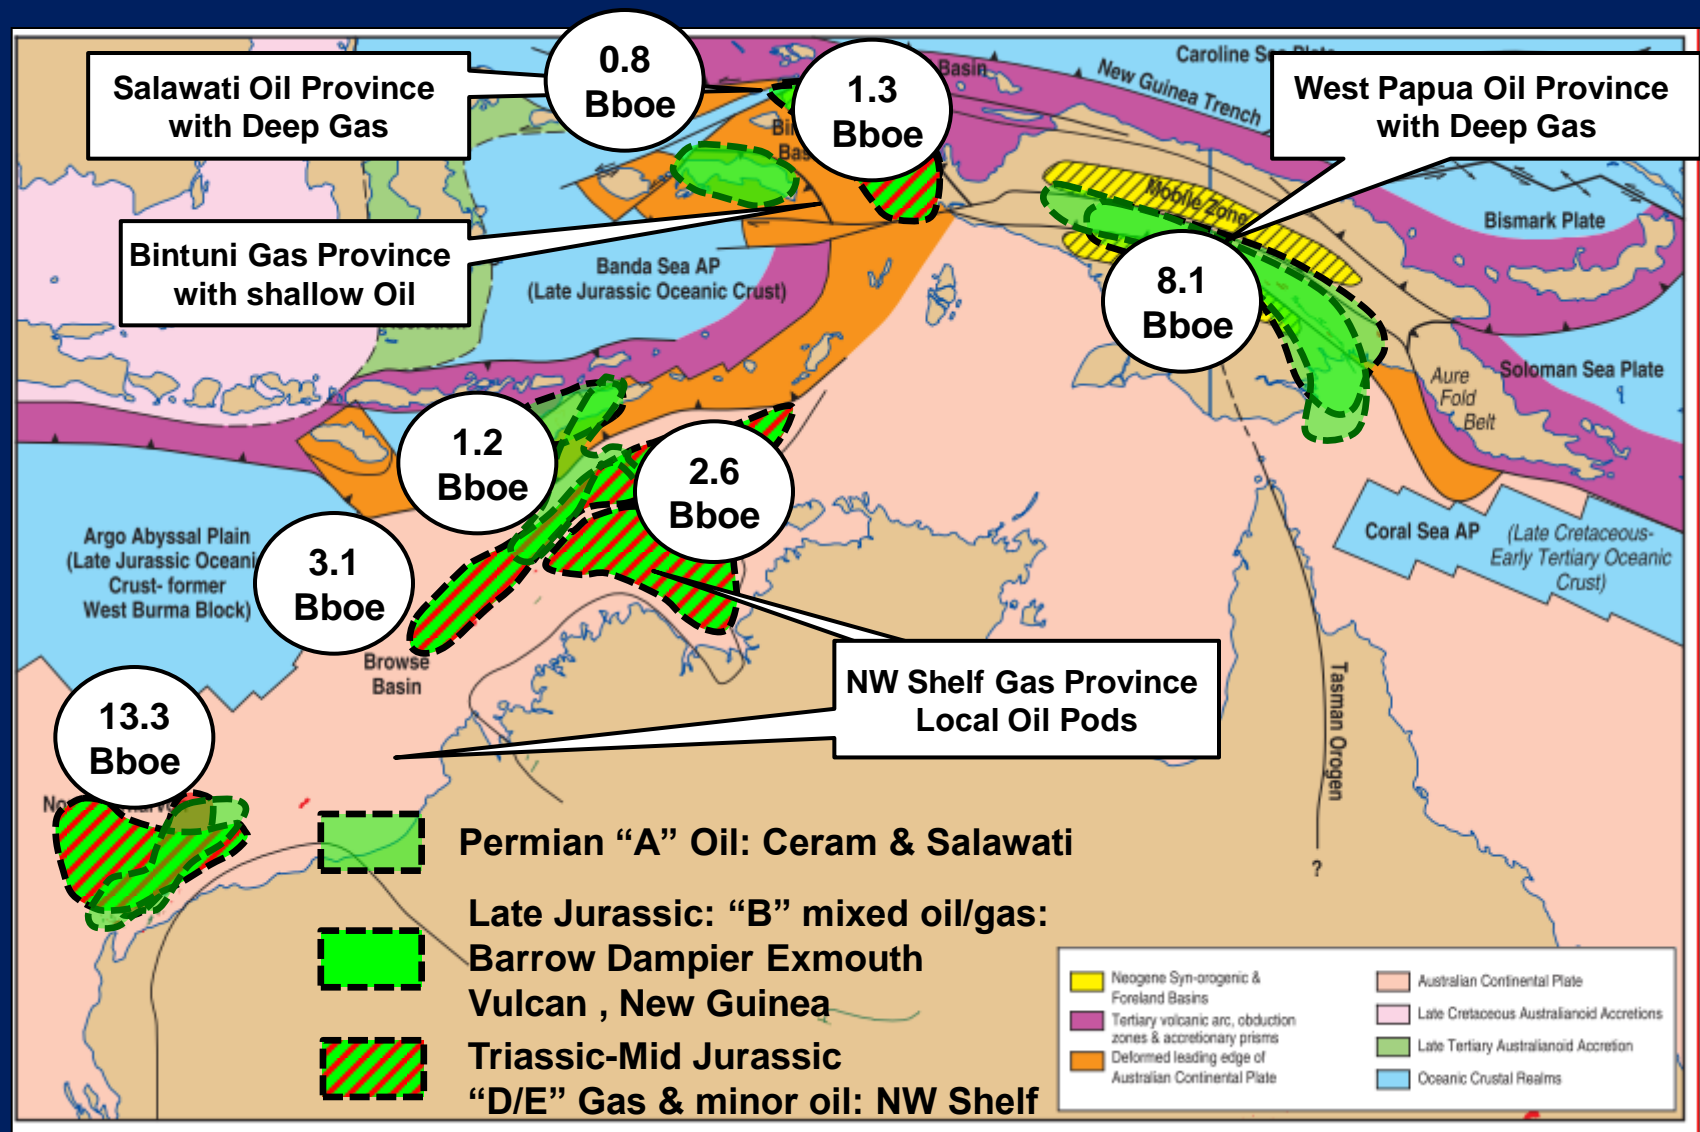 0.8
Bboe
1.3
Bboe
Salawati Oil Province
with Deep Gas
Basin
Caroline Sea Plate
New Guinea Trench
West Papua Oil Province
with Deep Gas
Mobile Zone
Bismark Plate
Bintuni Gas Province
with shallow Oil
Banda Sea AP
(Late Jurassic Oceanic Crust)
8.1
Bboe
Soloman Sea Plate
Aure
Fold
Belt
1.2
Bboe
2.6
Bboe
3.1
Bboe
Argo Abyssal Plain
(Late Jurassic Oceani
Crust- former
West Burma Block)
Coral Sea AP
(Late Cretaceous-
Early Tertiary Oceanic
Crust)
Browse
Basin
NW Shelf Gas Province
Local Oil Pods
Tasman Orogen
?
13.3
Bboe
Permian “A” Oil: Ceram & Salawati
Late Jurassic: “B” mixed oil/gas:
Barrow Dampier Exmouth
Vulcan , New Guinea
Triassic-Mid Jurassic
“D/E” Gas & minor oil: NW Shelf
Neogene Syn-orogenic &
Foreland Basins
Tertiary volcanic arc, obduction
zones & accretionary prisms
Deformed leading edge of
Australian Continental Plate
Australian Continental Plate
Late Cretaceous Australianoid Accretions
Late Tertiary Australianoid Accretion
Oceanic Crustal Realms